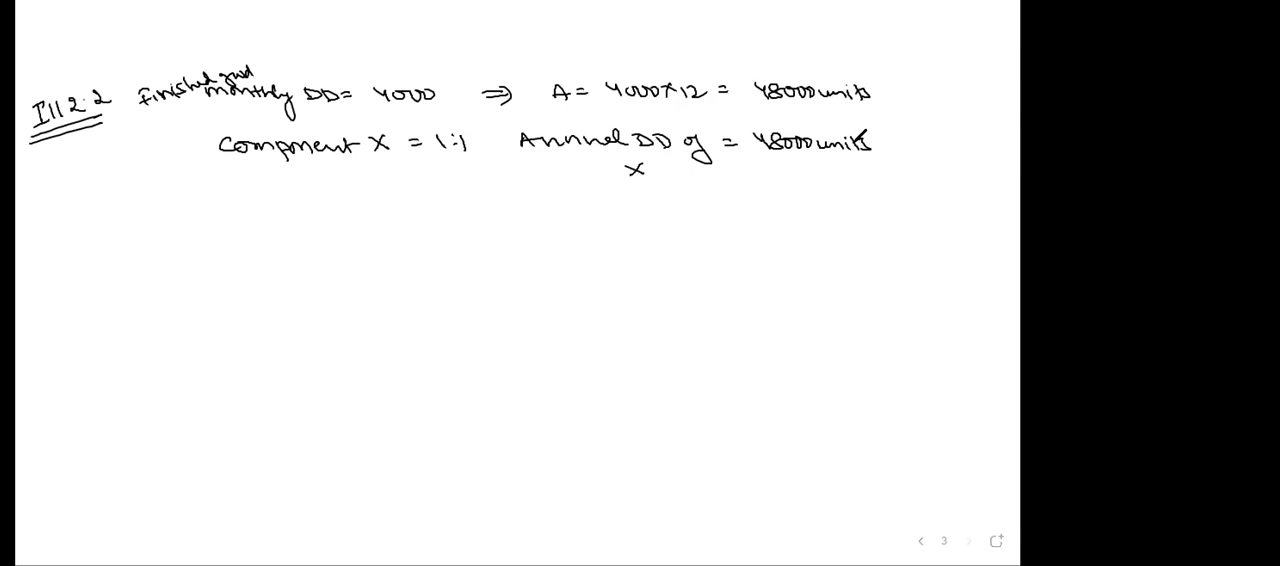 Ill 2.2 Finished good monthly DD = 4000 ⇒ A = 4000×12 = 48000 units
Component X = 1:1 Annual DD of X = 48000 units
3